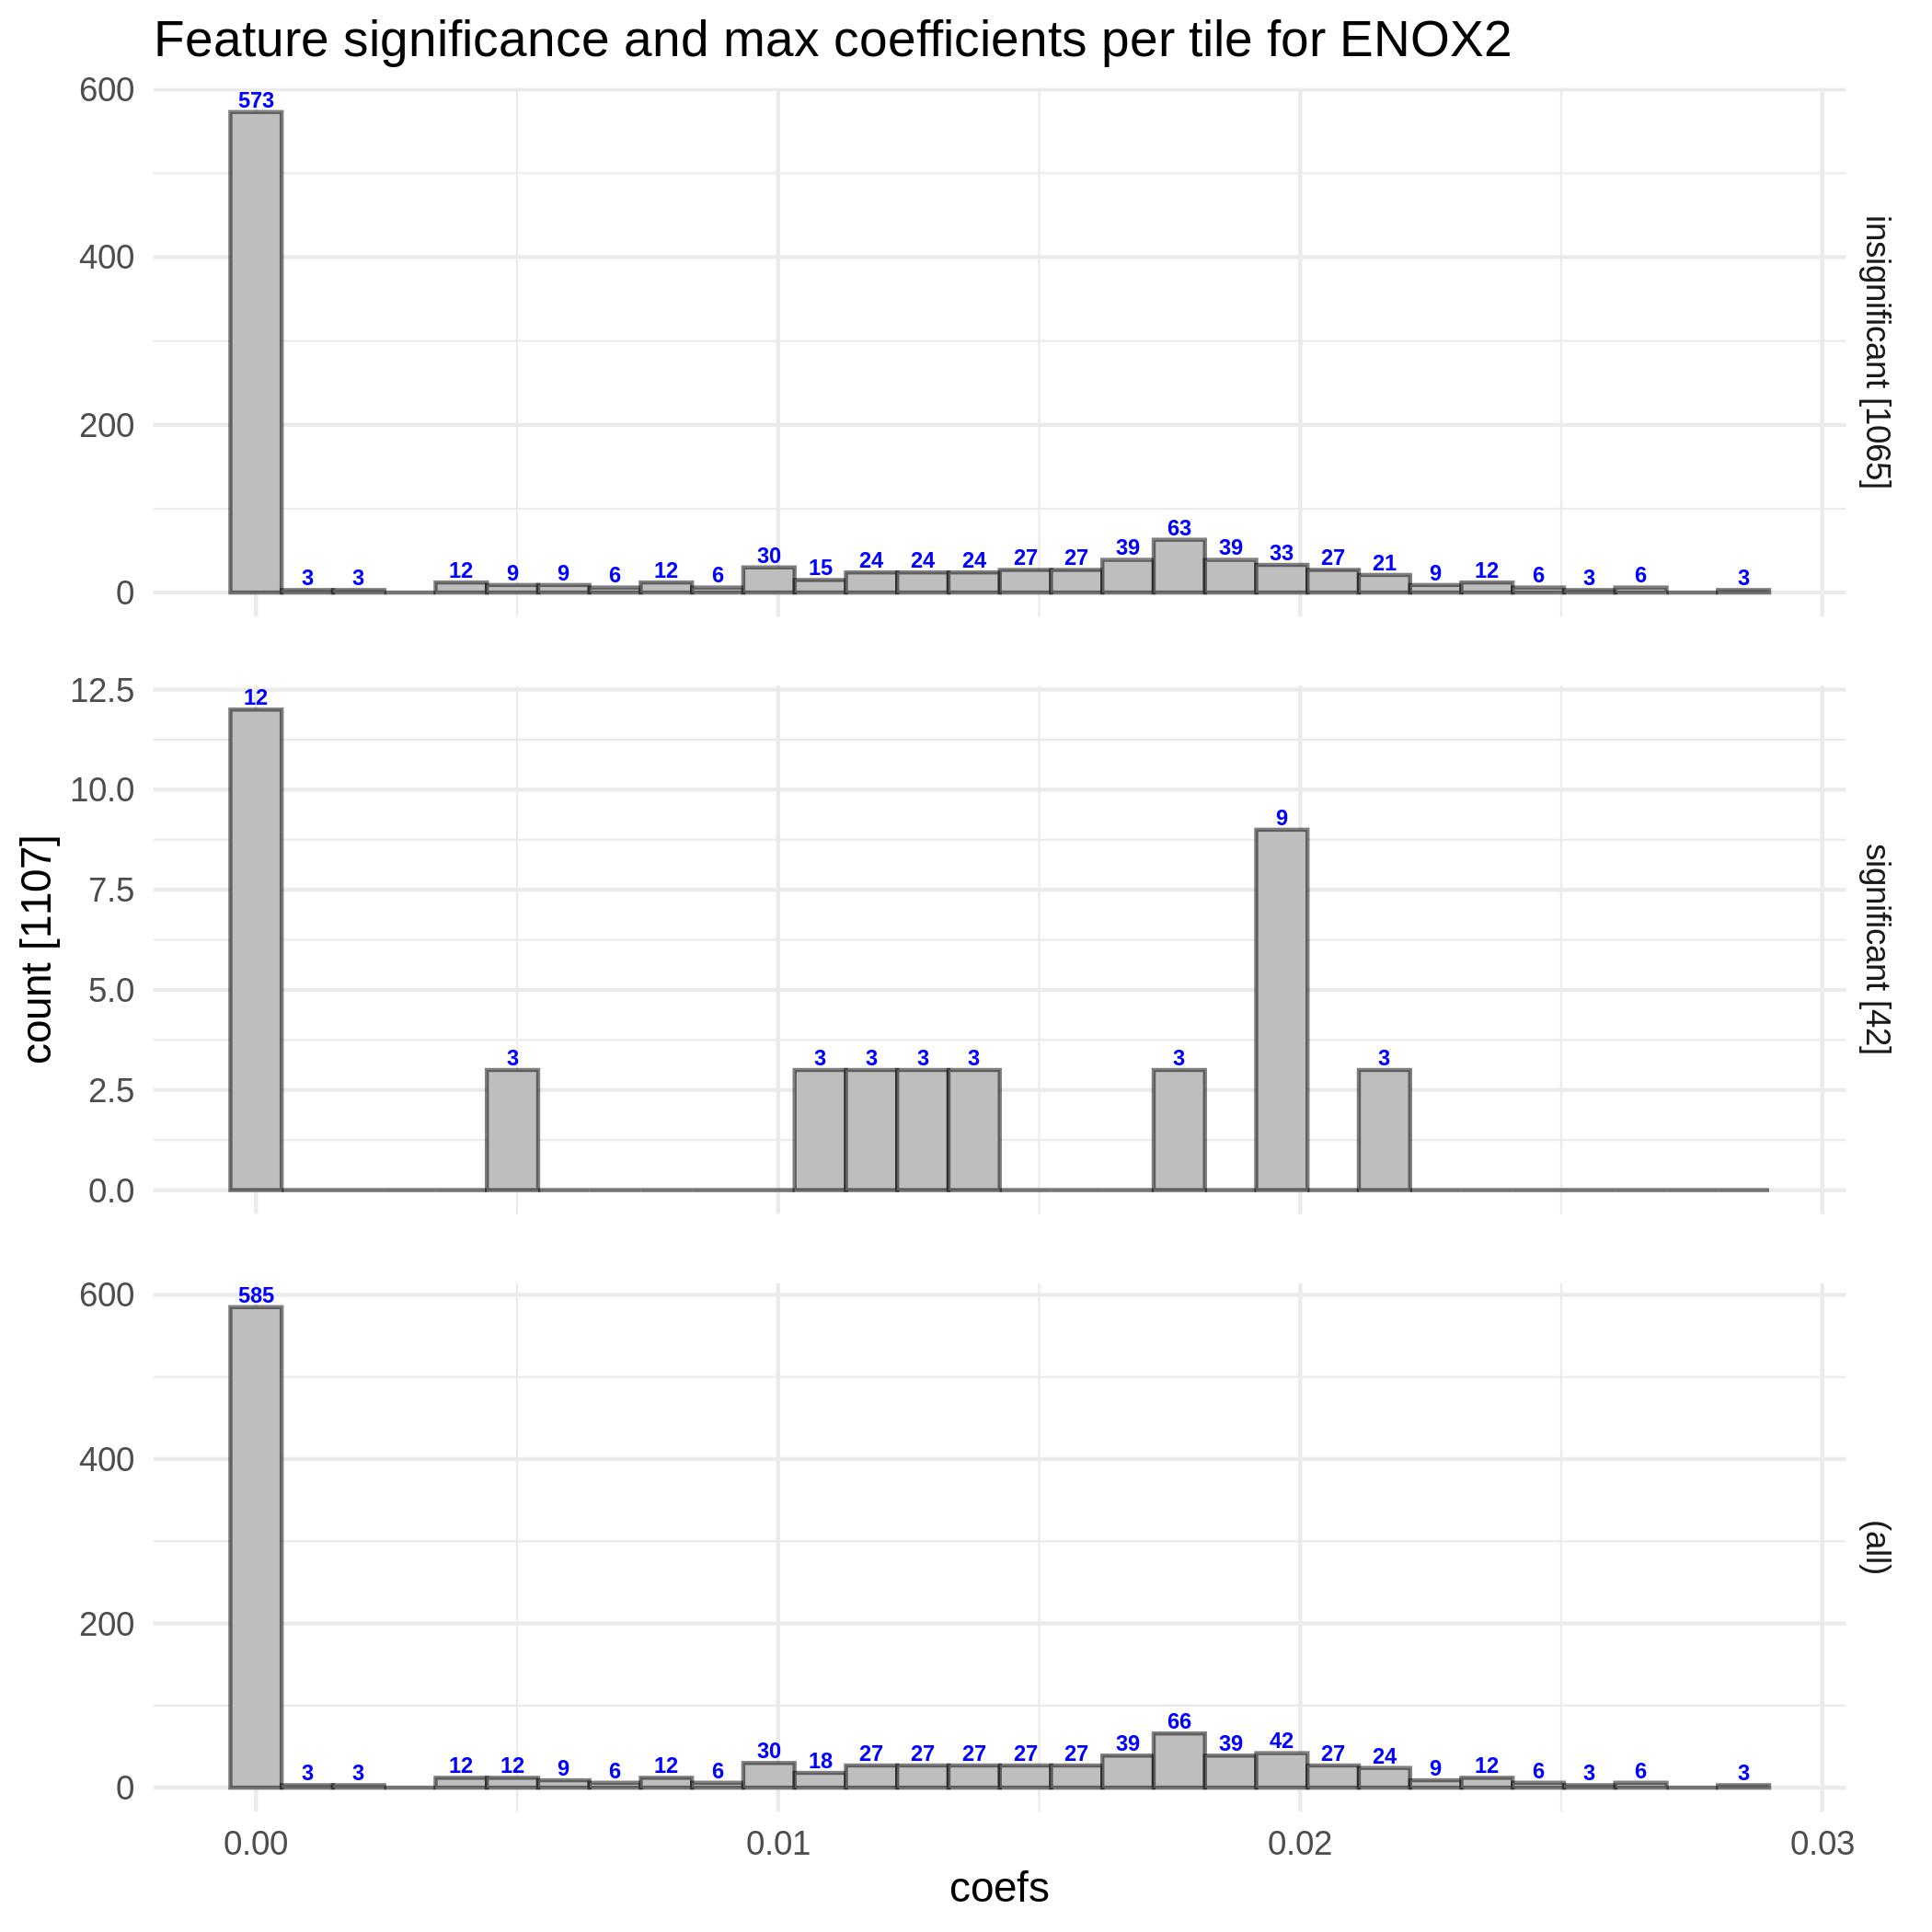 Feature significance and max coefficients per tile for ENOX2
600
400
200
0
573
3 3 12 9 9 6 12 6 30 15 24 24 24 27 27 39 63 39 33 27 21 9 12 6 3 6 3
insignificant [1065]
count [1107]
12.5
10.0
7.5
5.0
2.5
0.0
12
3 3 3 3 3 3 9 3
significant [42]
600
400
200
0
585
3 3 12 12 9 6 12 6 30 18 27 27 27 27 27 39 66 39 42 27 24 9 12 6 3 6 3
(all)
0.00 0.01 0.02 0.03
coefs